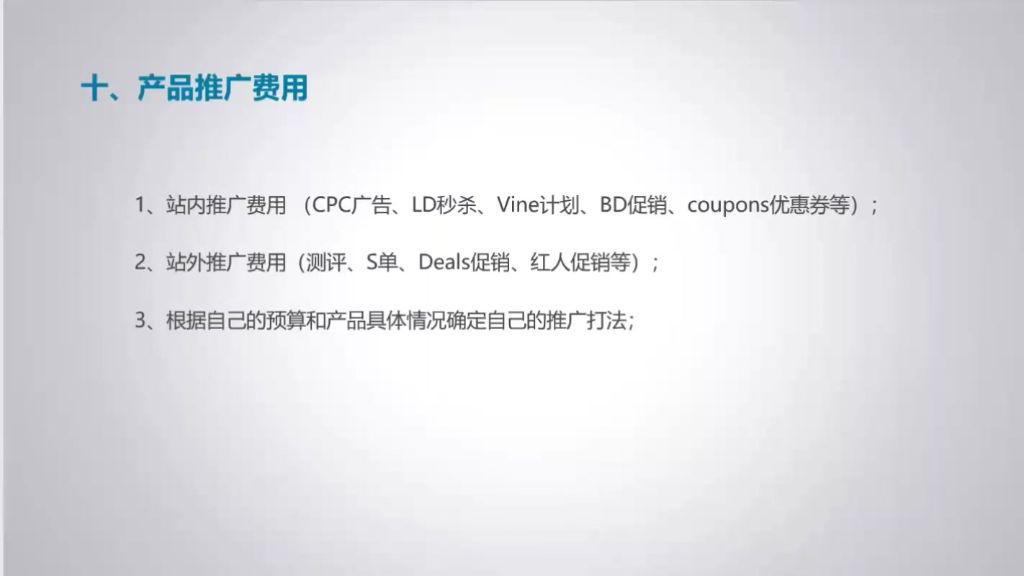 十、产品推广费用
1、站内推广费用 （CPC广告、LD秒杀、Vine计划、BD促销、coupons优惠券等）；
2、站外推广费用（测评、S单、Deals促销、红人促销等）；
3、根据自己的预算和产品具体情况确定自己的推广打法；